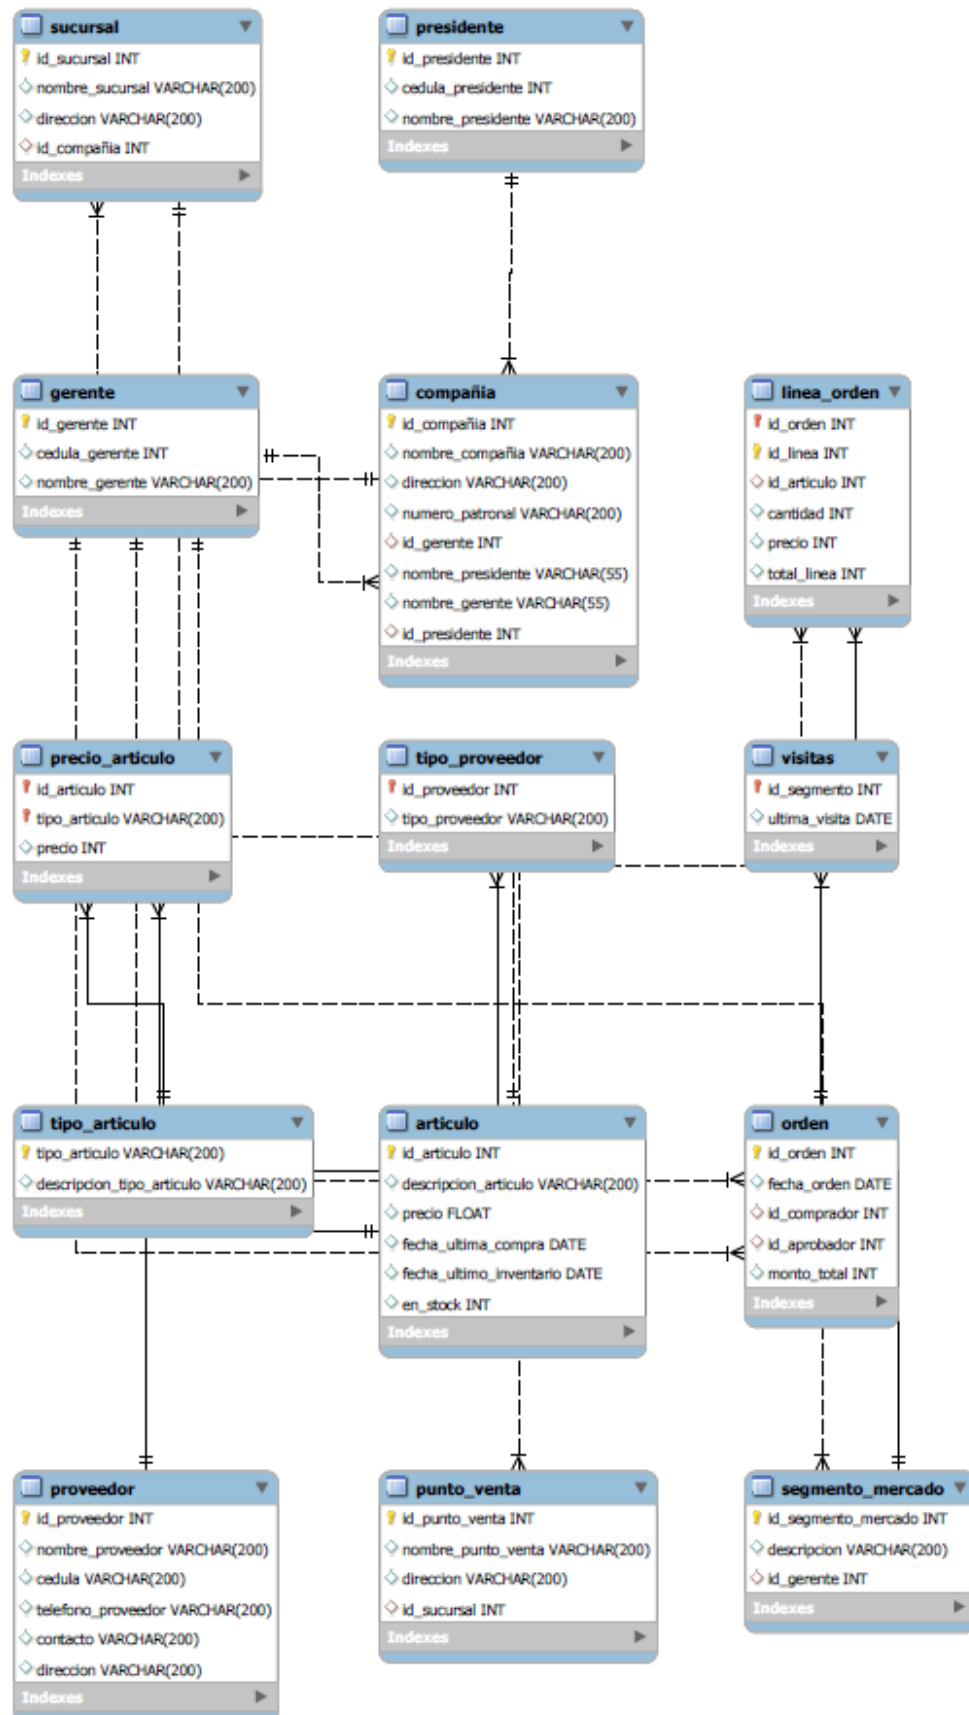 sucursal
id_sucursal INT
nombre_sucursal VARCHAR(200)
direccion VARCHAR(200)
id_compañia INT
Indexes
presidente
id_presidente INT
cedula_presidente INT
nombre_presidente VARCHAR(200)
Indexes
gerente
id_gerente INT
cedula_gerente INT
nombre_gerente VARCHAR(200)
Indexes
compañia
id_compañia INT
nombre_compañia VARCHAR(200)
direccion VARCHAR(200)
numero_patronal VARCHAR(200)
id_gerente INT
nombre_presidente VARCHAR(55)
nombre_gerente VARCHAR(55)
id_presidente INT
Indexes
linea_orden
id_orden INT
id_linea INT
id_articulo INT
cantidad INT
precio INT
total_linea INT
Indexes
precio_articulo
id_articulo INT
tipo_articulo VARCHAR(200)
precio INT
Indexes
tipo_proveedor
id_proveedor INT
tipo_proveedor VARCHAR(200)
Indexes
visitas
id_segmento INT
ultima_visita DATE
Indexes
tipo_articulo
tipo_articulo VARCHAR(200)
descripcion_tipo_articulo VARCHAR(200)
Indexes
articulo
id_articulo INT
descripcion_articulo VARCHAR(200)
precio FLOAT
fecha_ultima_compra DATE
fecha_ultimo_inventario DATE
en_stock INT
Indexes
orden
id_orden INT
fecha_orden DATE
id_comprador INT
id_aprobador INT
monto_total INT
Indexes
proveedor
id_proveedor INT
nombre_proveedor VARCHAR(200)
cedula VARCHAR(200)
telefono_proveedor VARCHAR(200)
contacto VARCHAR(200)
direccion VARCHAR(200)
Indexes
punto_venta
id_punto_venta INT
nombre_punto_venta VARCHAR(200)
direccion VARCHAR(200)
id_sucursal INT
Indexes
segmento_mercado
id_segmento_mercado INT
descripcion VARCHAR(200)
id_gerente INT
Indexes